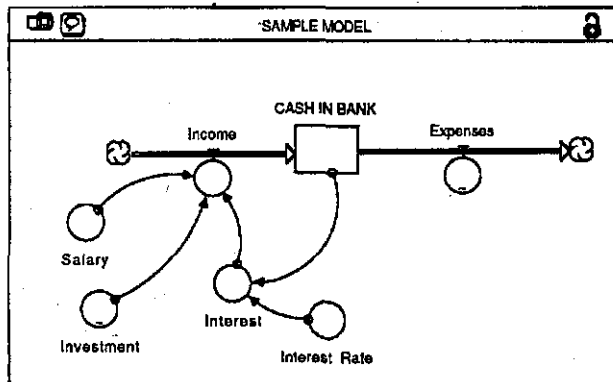 SAMPLE MODEL
CASH IN BANK
Income
Expenses
Salary
Interest
Investment
Interest Rate